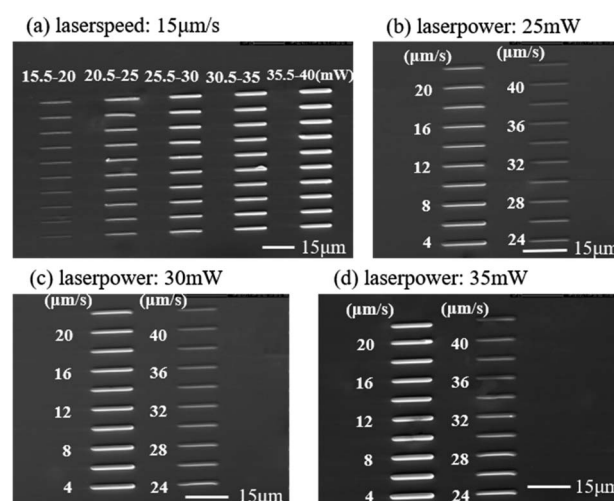 (a) laserspeed: 15μm/s
15.5-20 20.5-25 25.5-30 30.5-35 35.5-40(mW)
15μm
(b) laserpower: 25mW
(μm/s) (μm/s)
20 40
16 36
12 32
8 28
4 24
15μm
(c) laserpower: 30mW
(μm/s) (μm/s)
20 40
16 36
12 32
8 28
4 24
15μm
(d) laserpower: 35mW
(μm/s) (μm/s)
20 40
16 36
12 32
8 28
4 24
15μm